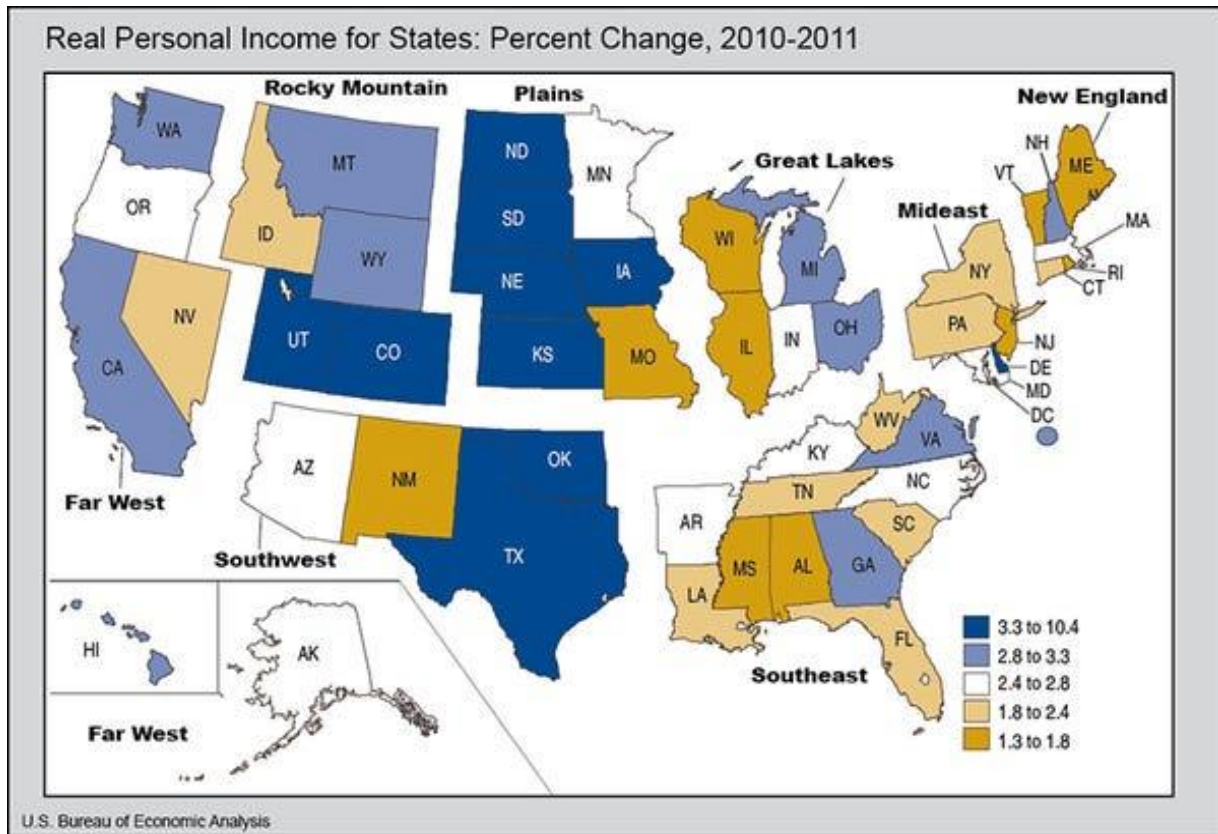 Real Personal Income for States: Percent Change, 2010-2011
Rocky Mountain
Plains
New England
Great Lakes
Mideast
WA
MT
ND
MN
NH
ME
VT
OR
ID
SD
WI
MA
NY
WY
NE
IA
MI
RI
CT
NV
PA
UT
CO
KS
MO
IL
IN
OH
NJ
CA
DE
MD
DC
WV
VA
KY
AZ
NM
OK
TN
NC
Far West
AR
SC
Southwest
TX
MS
AL
GA
LA
HI
AK
FL
Southeast
3.3 to 10.4
2.8 to 3.3
2.4 to 2.8
1.8 to 2.4
1.3 to 1.8
Far West
U.S. Bureau of Economic Analysis